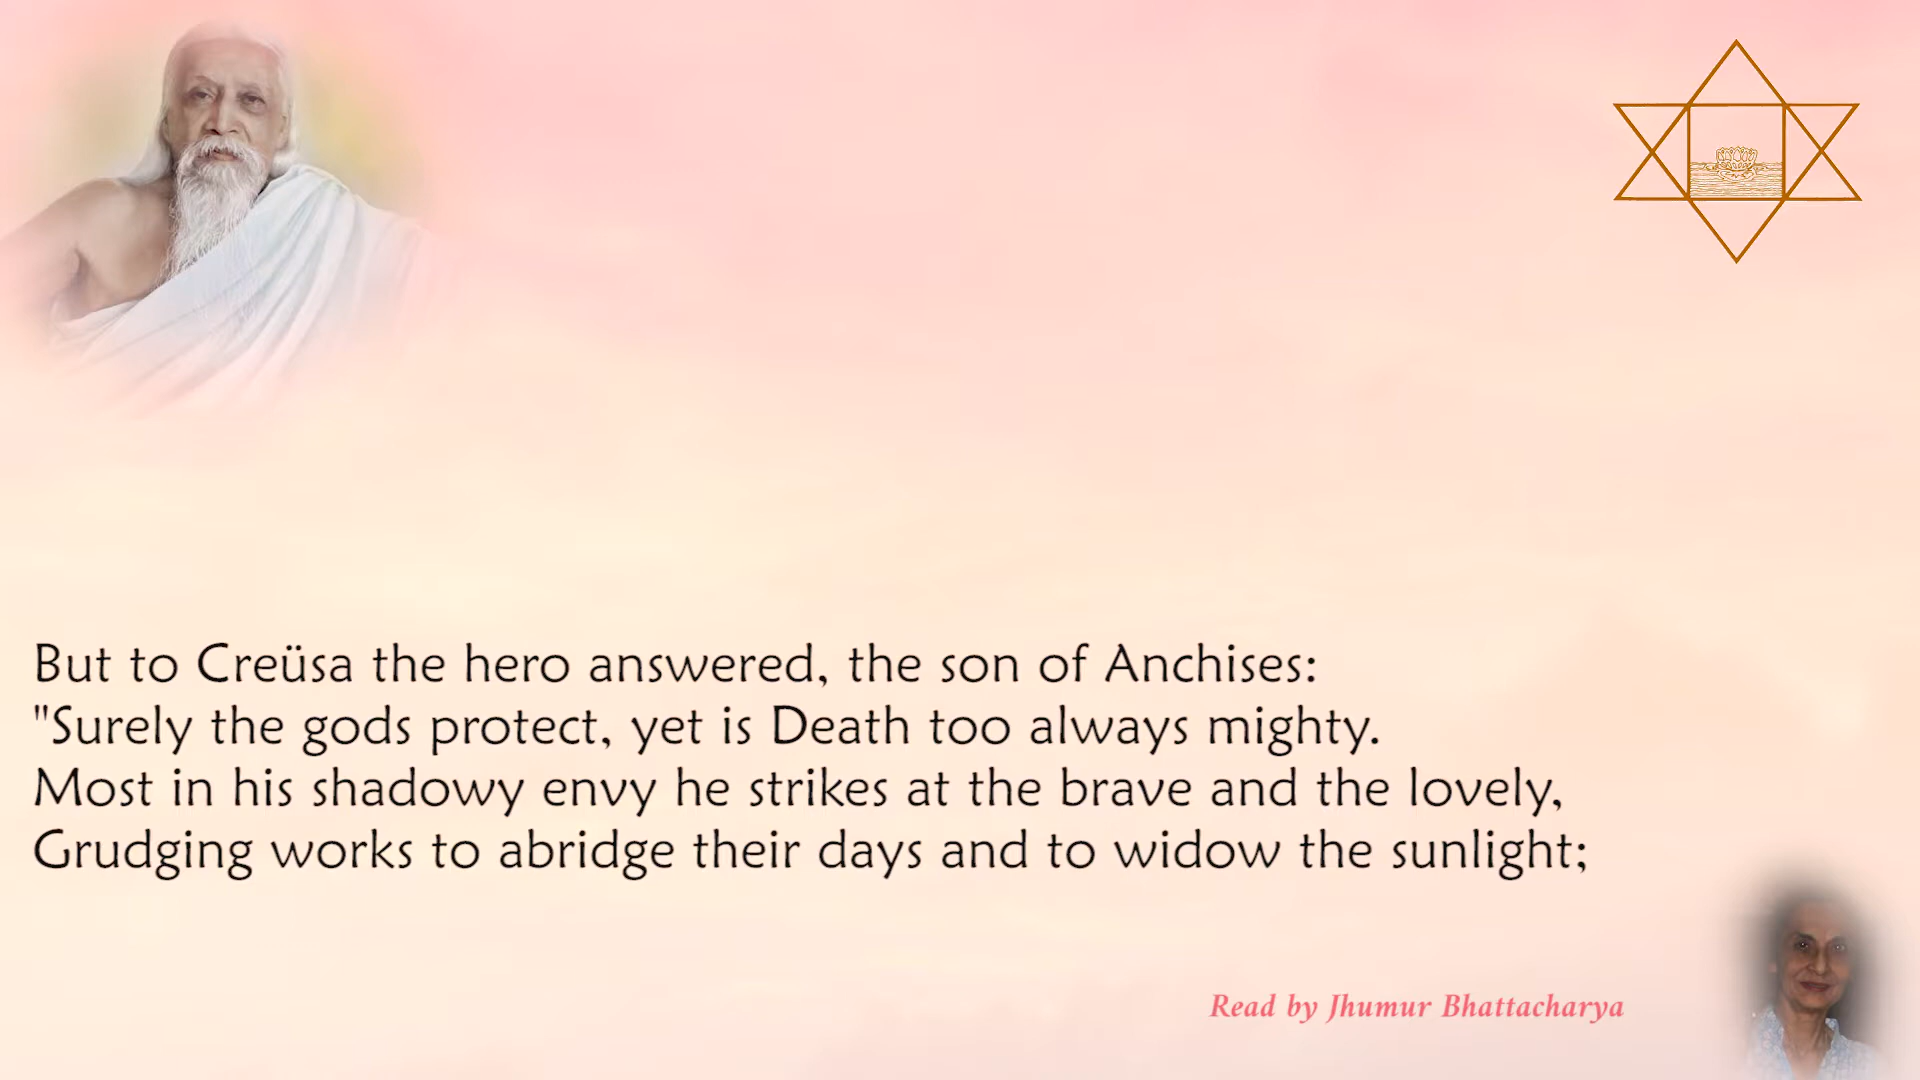 But to Creüsa the hero answered, the son of Anchises:
"Surely the gods protect, yet is Death too always mighty.
Most in his shadowy envy he strikes at the brave and the lovely,
Grudging works to abridge their days and to widow the sunlight;
Read by Jhumur Bhattacharya